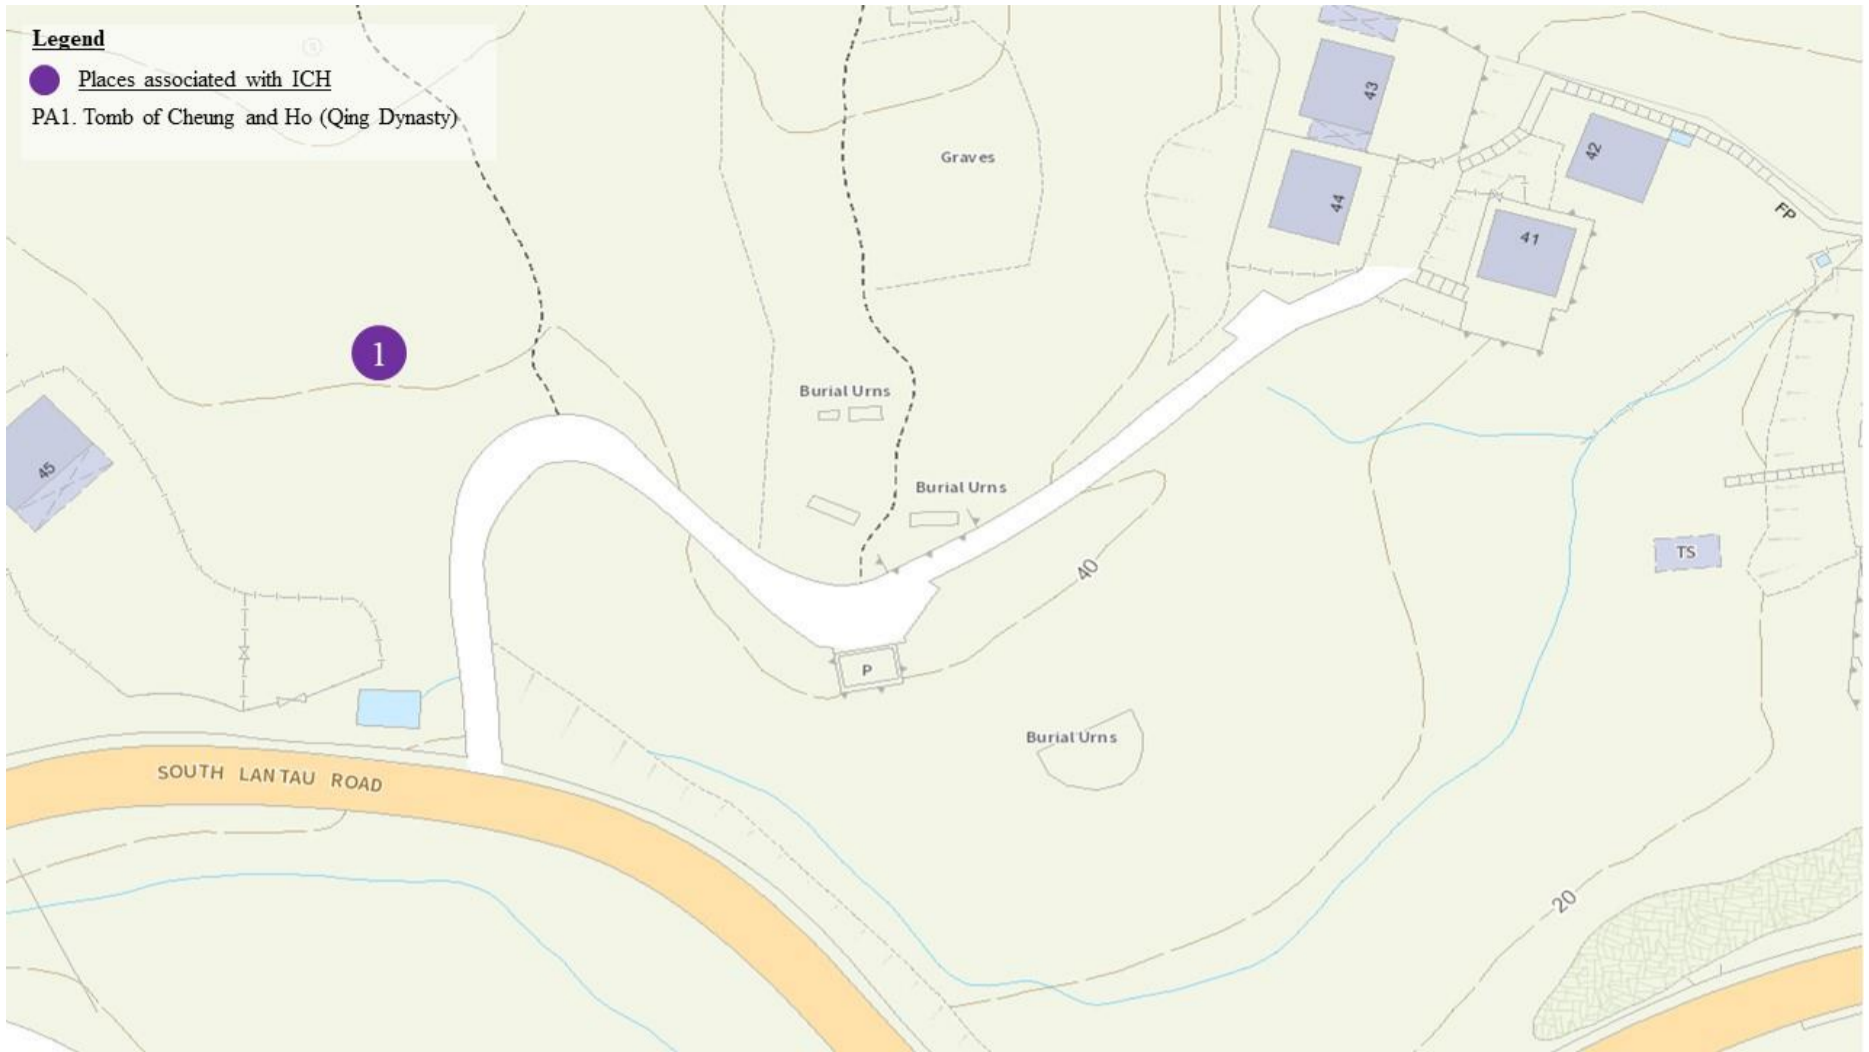 Legend
Places associated with ICH
PA1. Tomb of Cheung and Ho (Qing Dynasty)
43
42
Graves
44
FP
41
1
Burial Urns
45
Burial Urns
TS
40
P
Burial Urns
SOUTH LANTAU ROAD
20